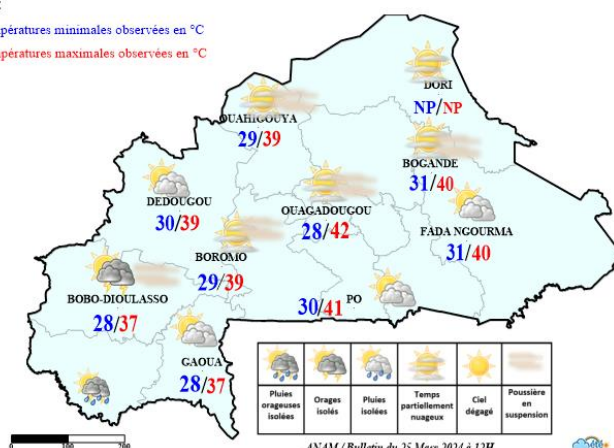 pératures minimales observées en °C
pératures maximales observées en °C
DORI
NP/NP
OUAHIGOUYA
29/39
BOGANDE
31/40
DEDOUGOU
30/39
OUAGADOUGOU
28/42
FADA NGOURMA
31/40
BOROMO
29/39
BOBO-DIOULASSO
28/37
PO
30/41
GAOUA
28/37
Pluies orageuses isolées
Orages isolés
Pluies isolées
Temps partiellement nuageux
Ciel dégagé
Poussière en suspension
ANAM / Bulletin du 25 Mars 2024 à 12H